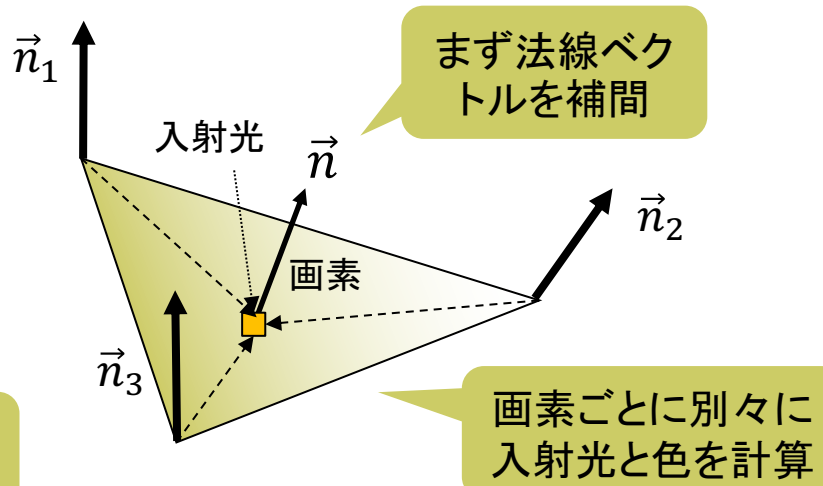 まず法線ベク
トルを補間
n⃗₁
入射光
n⃗
n⃗₂
画素
n⃗₃
画素ごとに別々に
入射光と色を計算